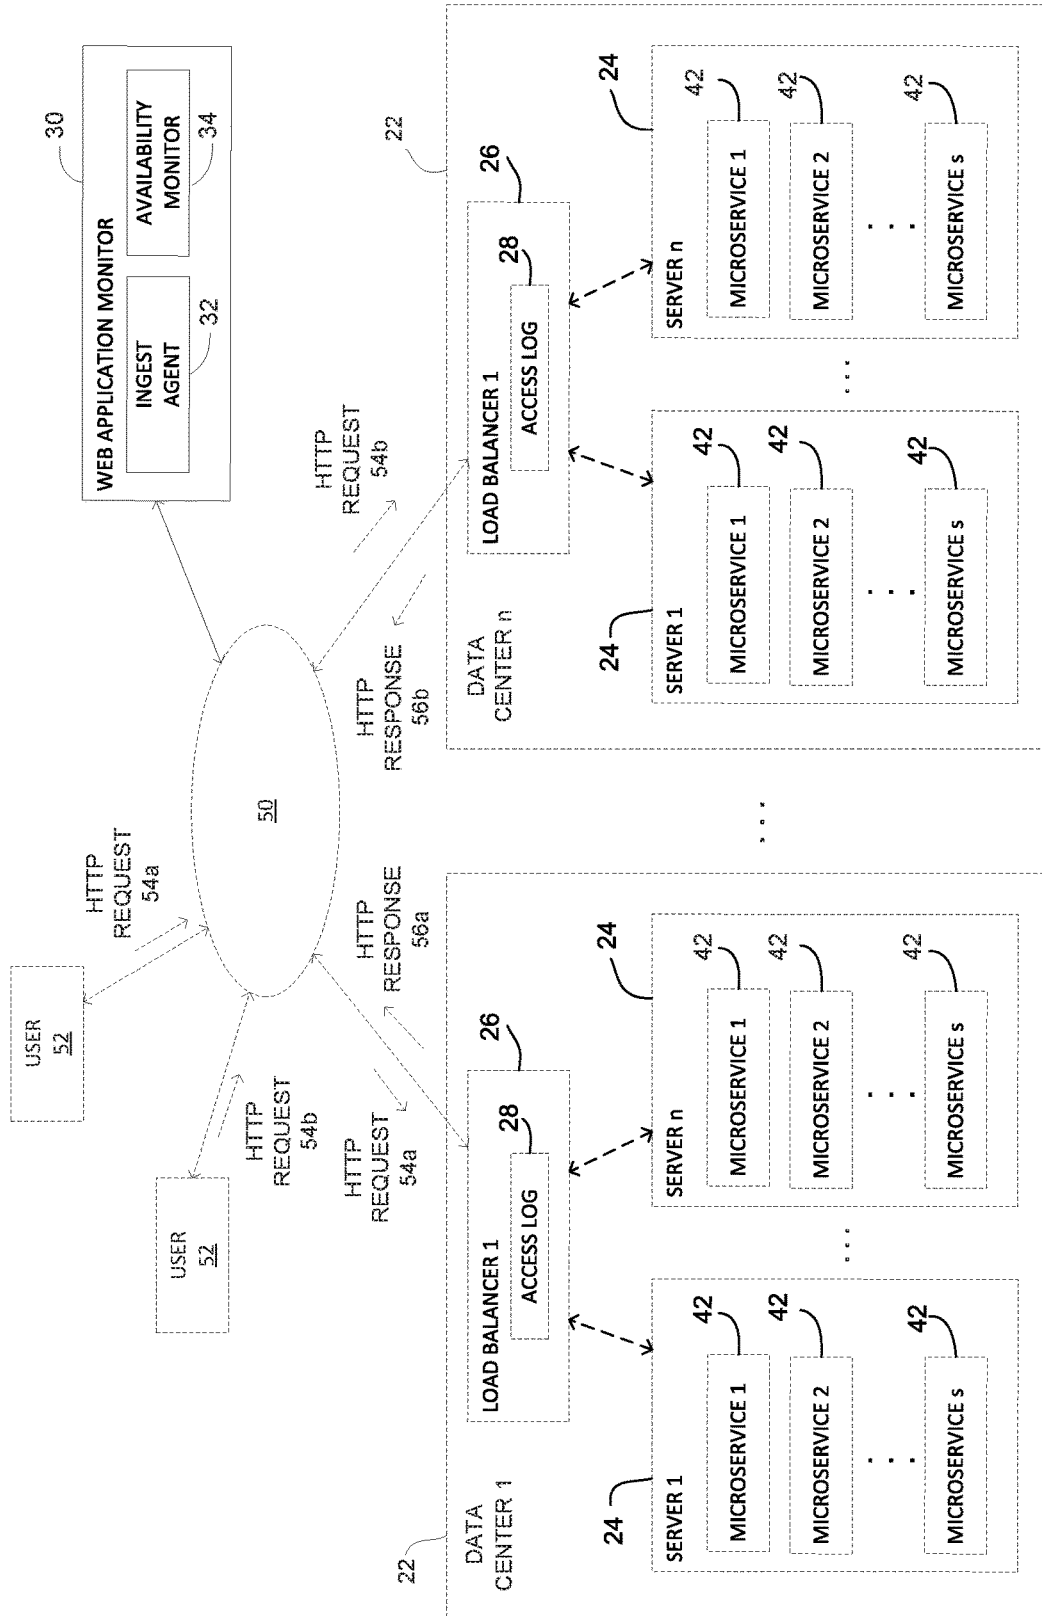 USER
52
HTTP
REQUEST
54a
USER
52
HTTP
REQUEST
54b
50
30
WEB APPLICATION MONITOR
INGEST
AGENT
32
AVAILABILITY
MONITOR
34
HTTP
REQUEST
54a
HTTP
RESPONSE
56a
HTTP
RESPONSE
56b
HTTP
REQUEST
54b
22
DATA
CENTER 1
LOAD BALANCER 1
26
ACCESS LOG
28
24
SERVER 1
MICROSERVICE 1
42
MICROSERVICE 2
42
. . .
MICROSERVICE s
42
. . .
24
SERVER n
MICROSERVICE 1
42
MICROSERVICE 2
42
. . .
MICROSERVICE s
42
. . .
22
DATA
CENTER n
LOAD BALANCER 1
26
ACCESS LOG
28
24
SERVER 1
MICROSERVICE 1
42
MICROSERVICE 2
42
. . .
MICROSERVICE s
42
. . .
24
SERVER n
MICROSERVICE 1
42
MICROSERVICE 2
42
. . .
MICROSERVICE s
42